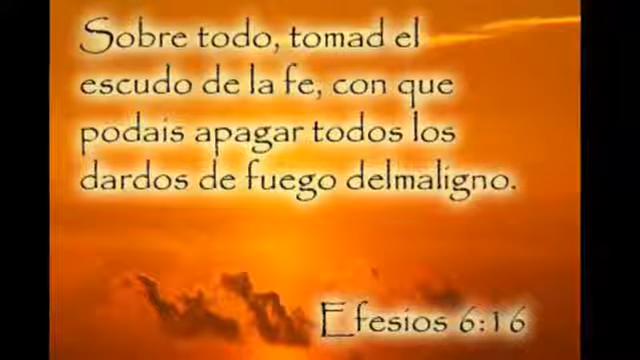 Sobre todo, tomad el
escudo de la fe, con que
podais apagar todos los
dardos de fuego delmaligno.
Efesios 6:16